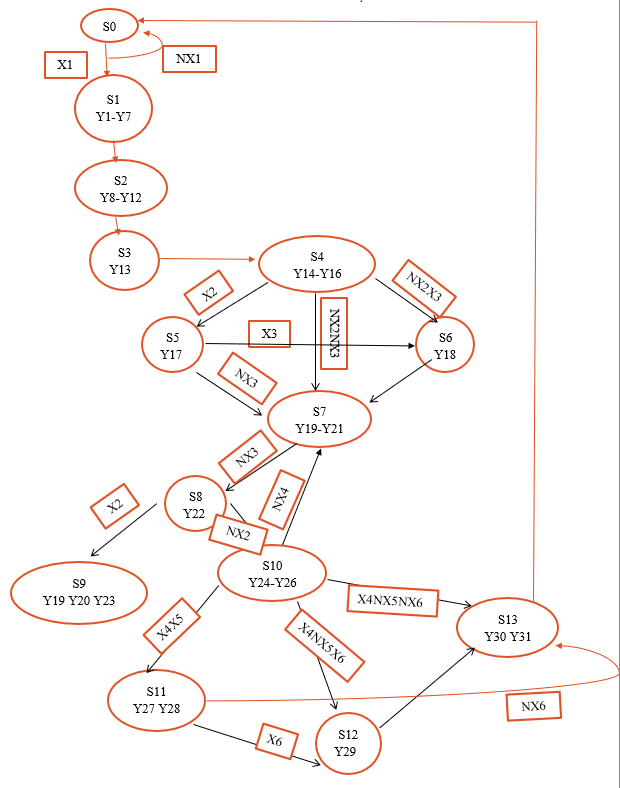 S0
X1
NX1
S1
Y1-Y7
S2
Y8-Y12
S3
Y13
S4
Y14-Y16
X2
NX2X3
NX2NX3
X3
S5
Y17
S6
Y18
NX3
S7
Y19-Y21
NX3
X2
S8
Y22
NX4
NX2
S9
Y19 Y20 Y23
S10
Y24-Y26
X4NX5NX6
X4X5
X4NX5X6
S13
Y30 Y31
S11
Y27 Y28
NX6
X6
S12
Y29